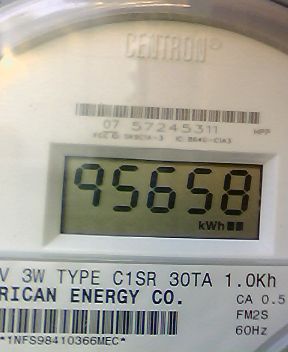 CENTRON®
07 57245311
HPP
95658
kWh
V 3W TYPE C1SR 30TA 1.0Kh
RICAN ENERGY CO.
CA 0.5
FM2S
60Hz
*1NFS98410366MEC*